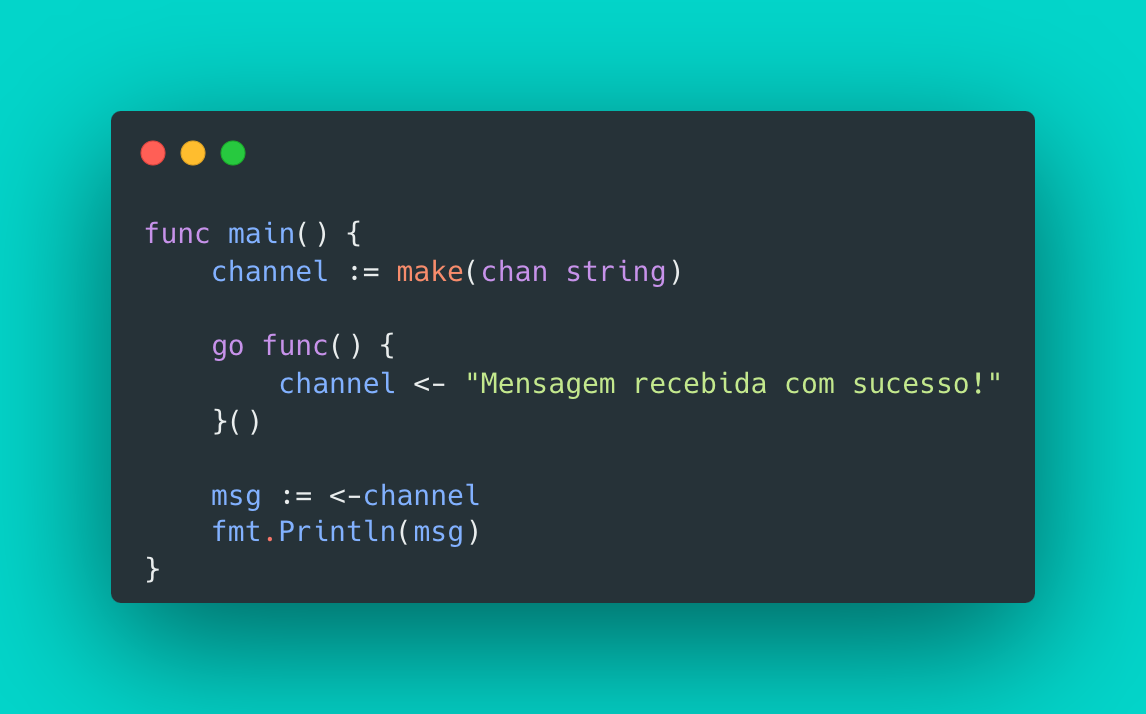 func main() {
    channel := make(chan string)

    go func() {
        channel <- "Mensagem recebida com sucesso!"
    }()

    msg := <-channel
    fmt.Println(msg)
}